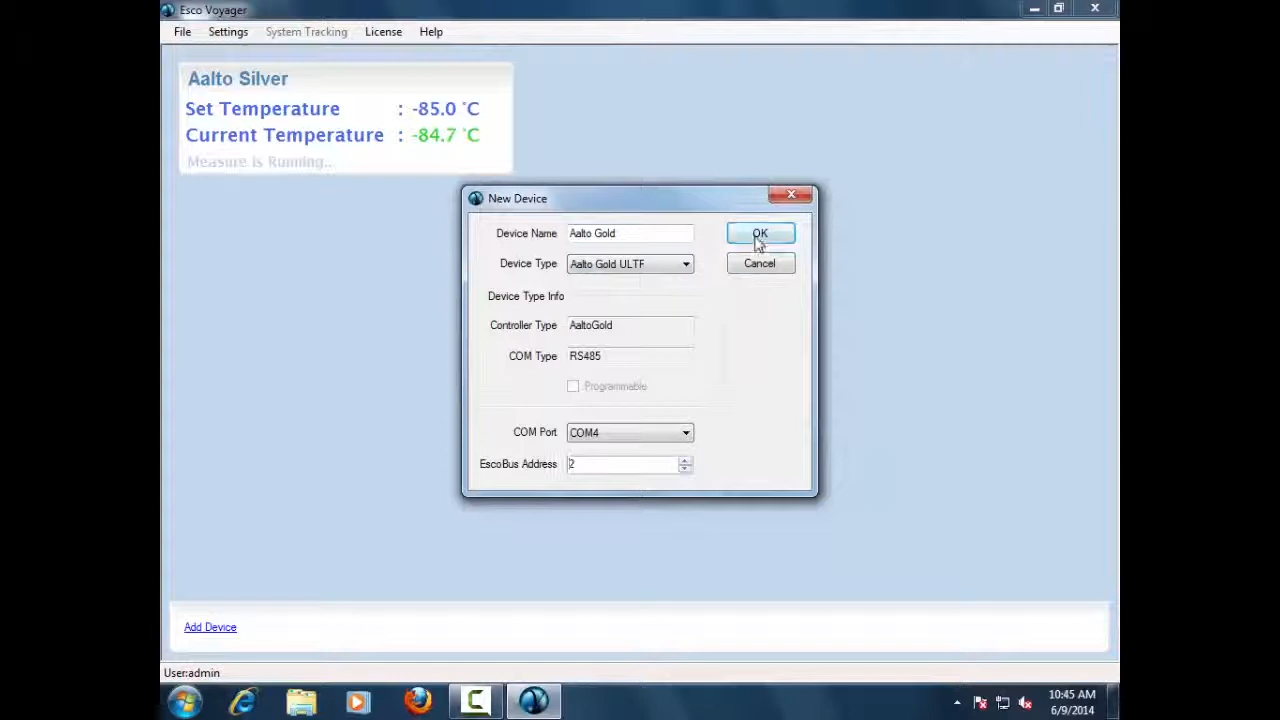 Esco Voyager
File Settings System Tracking License Help
Aalto Silver
Set Temperature : -85.0 °C
Current Temperature : -84.7 °C
Measure is Running..
New Device
Device Name Aalto Gold OK
Device Type Aalto Gold ULTF Cancel
Device Type Info
Controller Type AaltoGold
COM Type RS485
Programmable
COM Port COM4
EscoBus Address 2
Add Device
User:admin
10:45 AM
6/9/2014